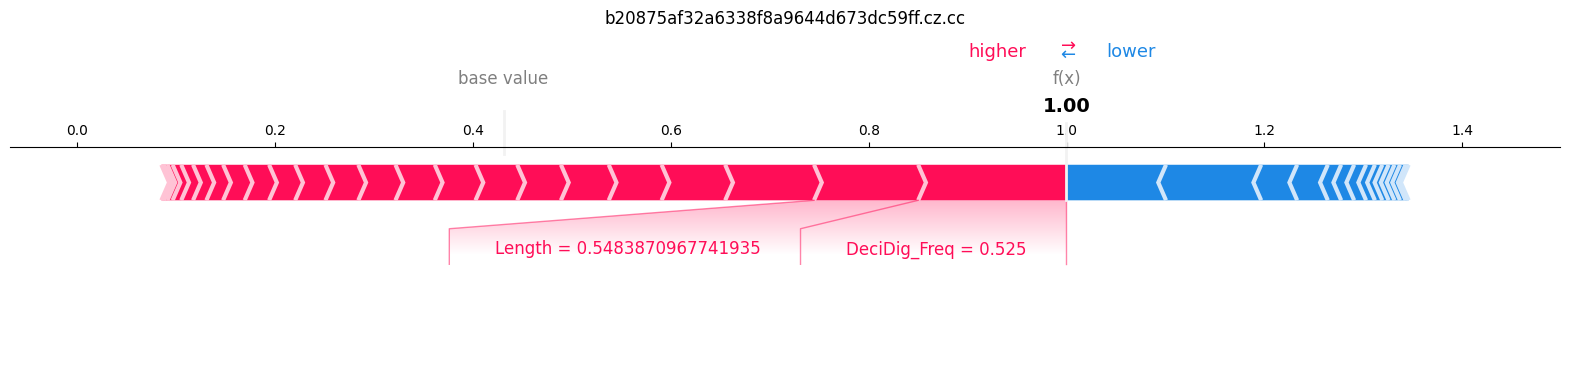 b20875af32a6338f8a9644d673dc59ff.cz.cc
higher ⇄ lower
base value f(x)
1.00
0.0 0.2 0.4 0.6 0.8 1.0 1.2 1.4
Length = 0.5483870967741935 DeciDig_Freq = 0.525